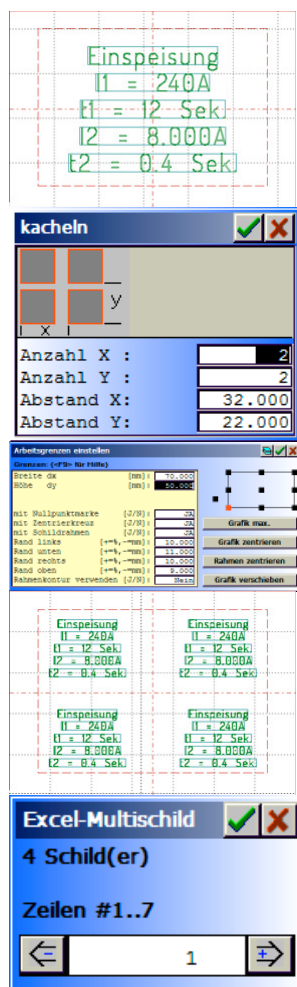 Einspeisung
I1 = 240A
t1 = 12 Sek.
I2 = 8.000A
t2 = 0.4 Sek.
kacheln
y
x
Anzahl X : 2
Anzahl Y : 2
Abstand X: 32.000
Abstand Y: 22.000
Arbeitsgrenzen einstellen
Grenzen: (<F9> für Hilfe)
Breite dx [mm]: 70.000
Höhe dy [mm]: 50.000
mit Nullpunktmarke [J/N]: JA
mit Zentrierkreuz [J/N]: JA
mit Schildrahmen [J/N]: JA
Rand links [+=%,-=mm]: 10.000
Rand unten [+=%,-=mm]: 11.000
Rand rechts [+=%,-=mm]: 10.000
Rand oben [+=%,-=mm]: 9.000
Rahmenkontur verwenden [J/N]: Nein
Grafik max.
Grafik zentrieren
Rahmen zentrieren
Grafik verschieben
Einspeisung Einspeisung
I1 = 240A I1 = 240A
t1 = 12 Sek. t1 = 12 Sek.
I2 = 8.000A I2 = 8.000A
t2 = 0.4 Sek. t2 = 0.4 Sek.
Einspeisung Einspeisung
I1 = 240A I1 = 240A
t1 = 12 Sek. t1 = 12 Sek.
I2 = 8.000A I2 = 8.000A
t2 = 0.4 Sek. t2 = 0.4 Sek.
Excel-Multischild
4 Schild(er)
Zeilen #1..7
1